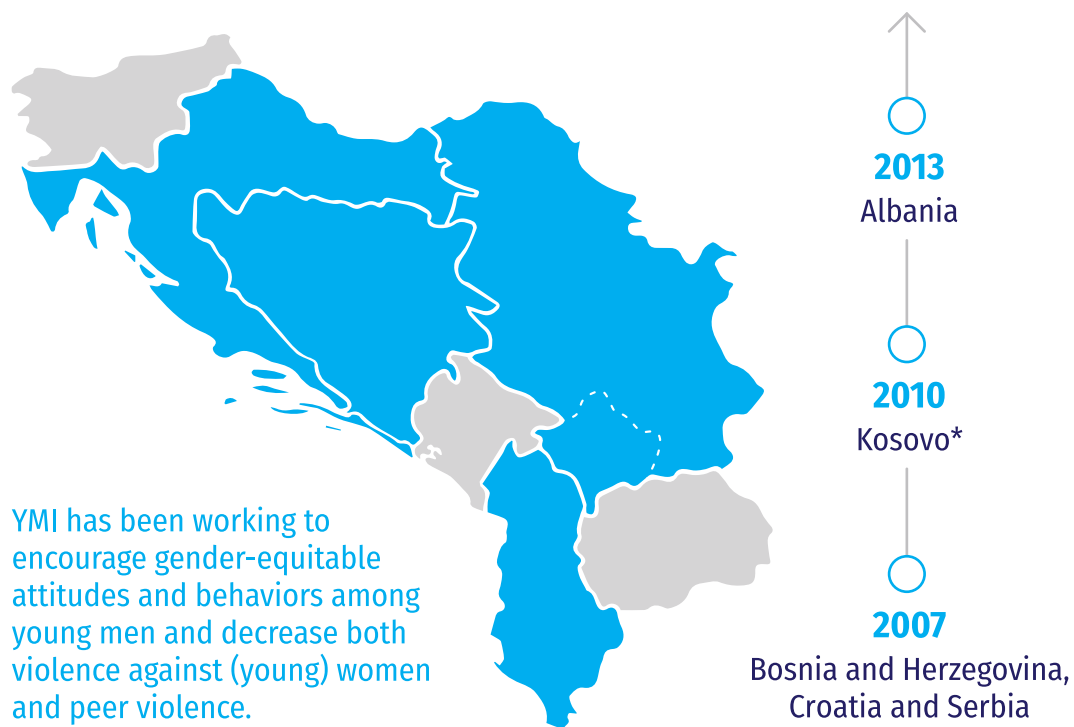 2013
Albania
2010
Kosovo*
2007
Bosnia and Herzegovina,
Croatia and Serbia
YMI has been working to
encourage gender-equitable
attitudes and behaviors among
young men and decrease both
violence against (young) women
and peer violence.